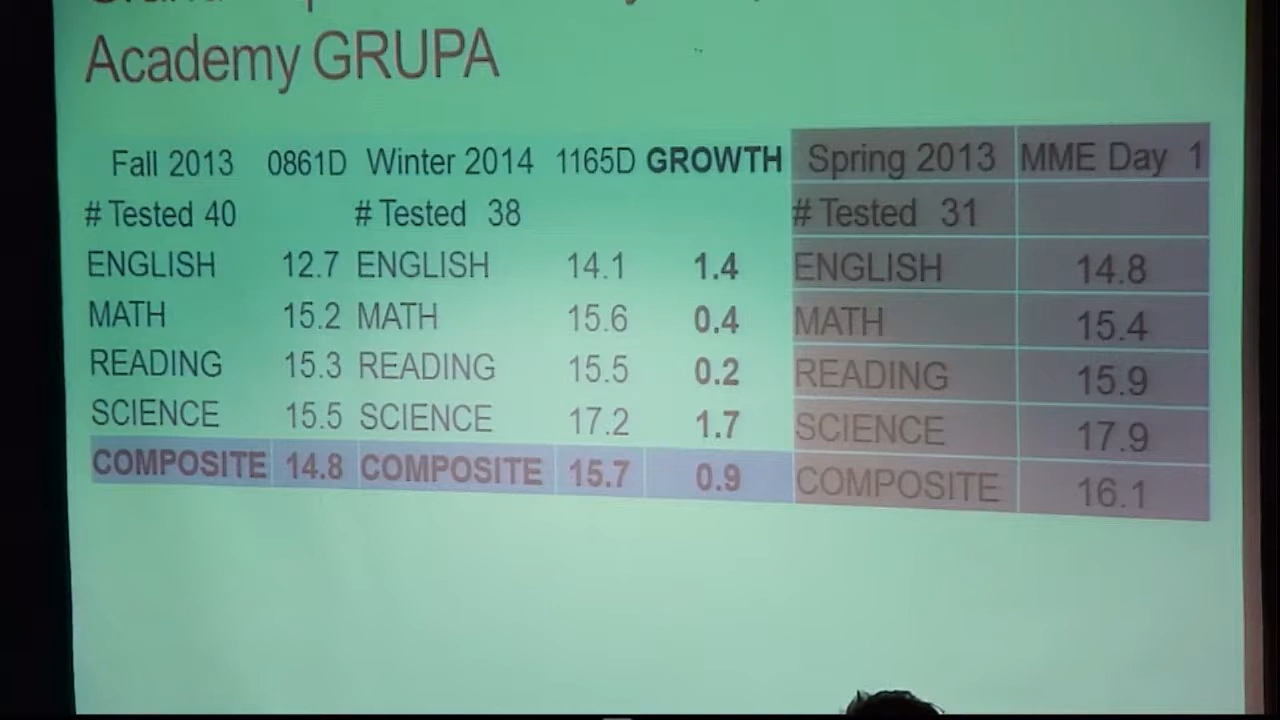 Academy GRUPA
Fall 2013 0861D Winter 2014 1165D GROWTH Spring 2013 MME Day 1
# Tested 40 # Tested 38 # Tested 31
ENGLISH 12.7 ENGLISH 14.1 1.4 ENGLISH 14.8
MATH 15.2 MATH 15.6 0.4 MATH 15.4
READING 15.3 READING 15.5 0.2 READING 15.9
SCIENCE 15.5 SCIENCE 17.2 1.7 SCIENCE 17.9
COMPOSITE 14.8 COMPOSITE 15.7 0.9 COMPOSITE 16.1